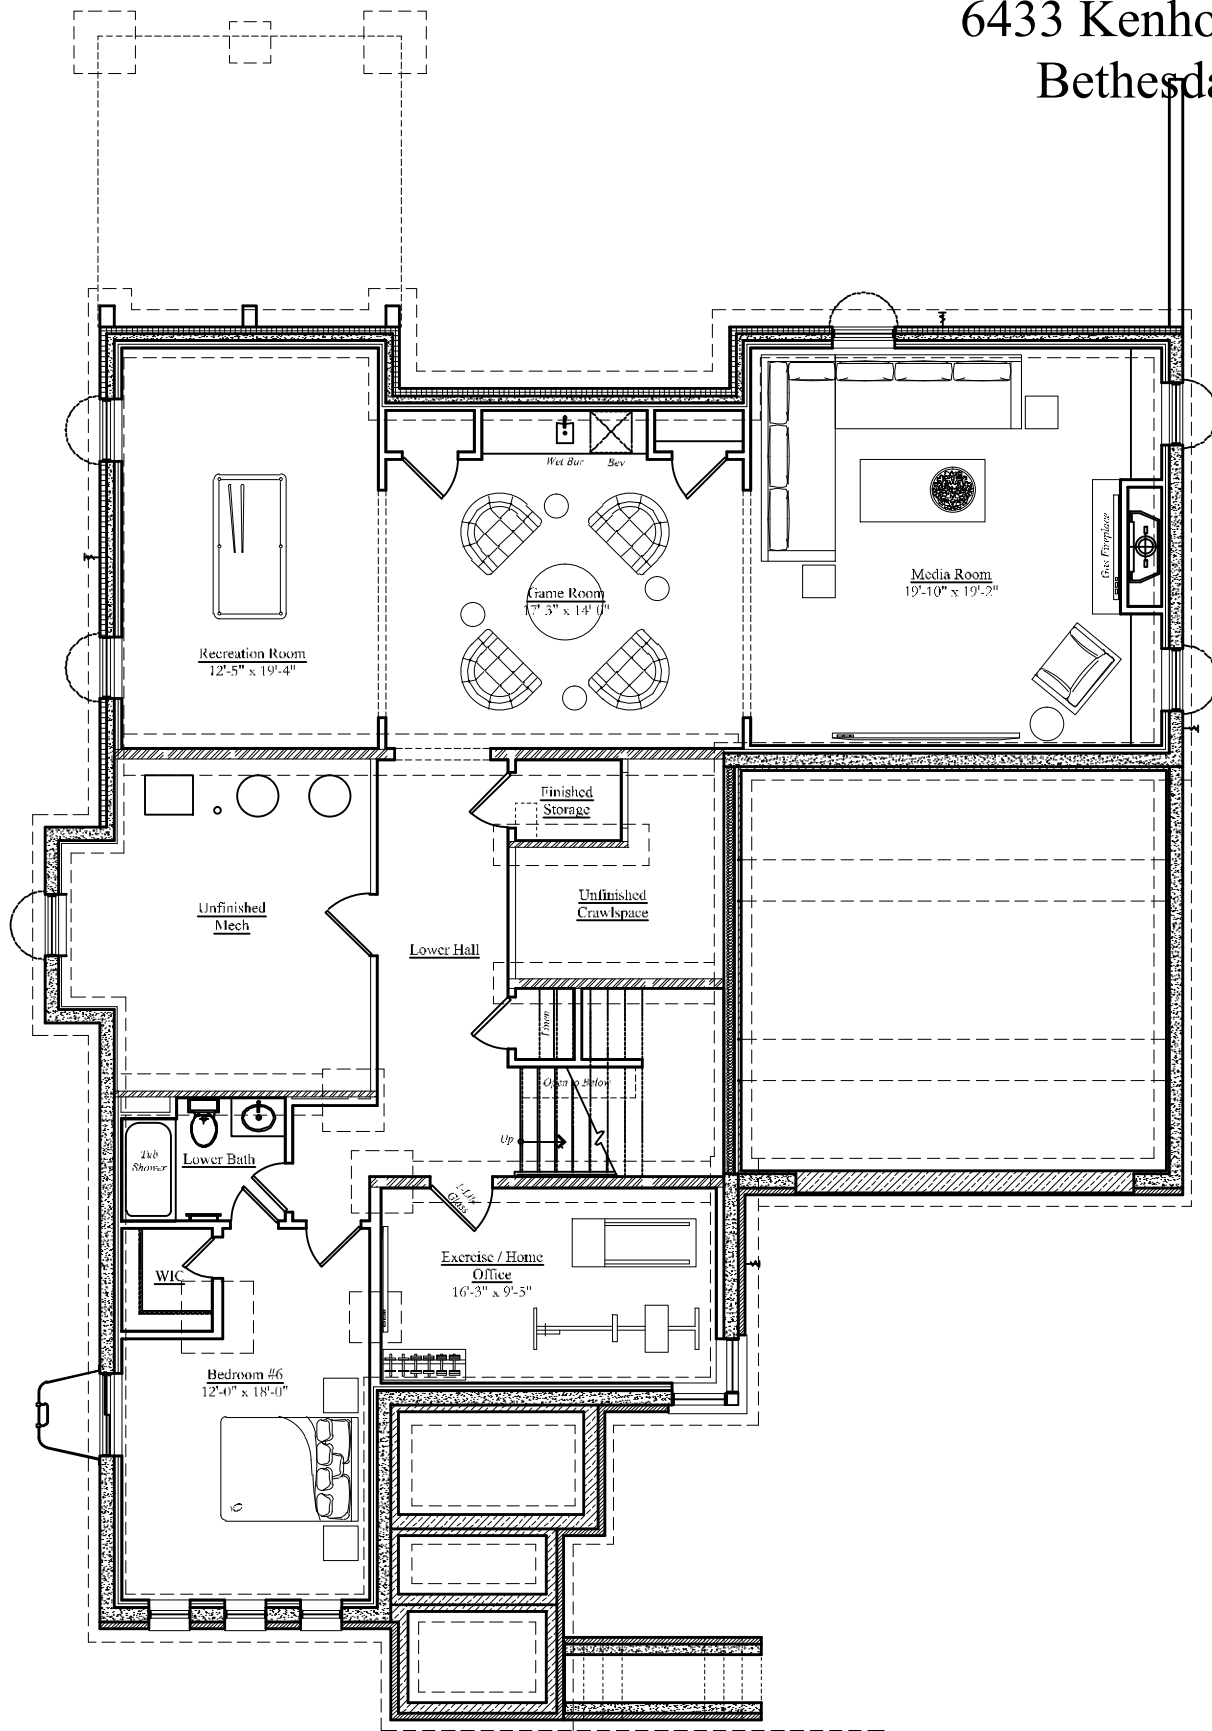 6433 Kenho
Bethesda
Wet Bar
Bev
Gas Fireplace
Media Room
19'-10" x 19'-2"
Game Room
17'-3" x 14'-0"
Recreation Room
12'-5" x 19'-4"
Finished
Storage
Unfinished
Crawlspace
Unfinished
Mech
Lower Hall
Linen
Open to Below
Up
Tub
Shower
Lower Bath
1-Lite
Glass
Exercise / Home
Office
16'-3" x 9'-5"
WIC
Bedroom #6
12'-0" x 18'-0"